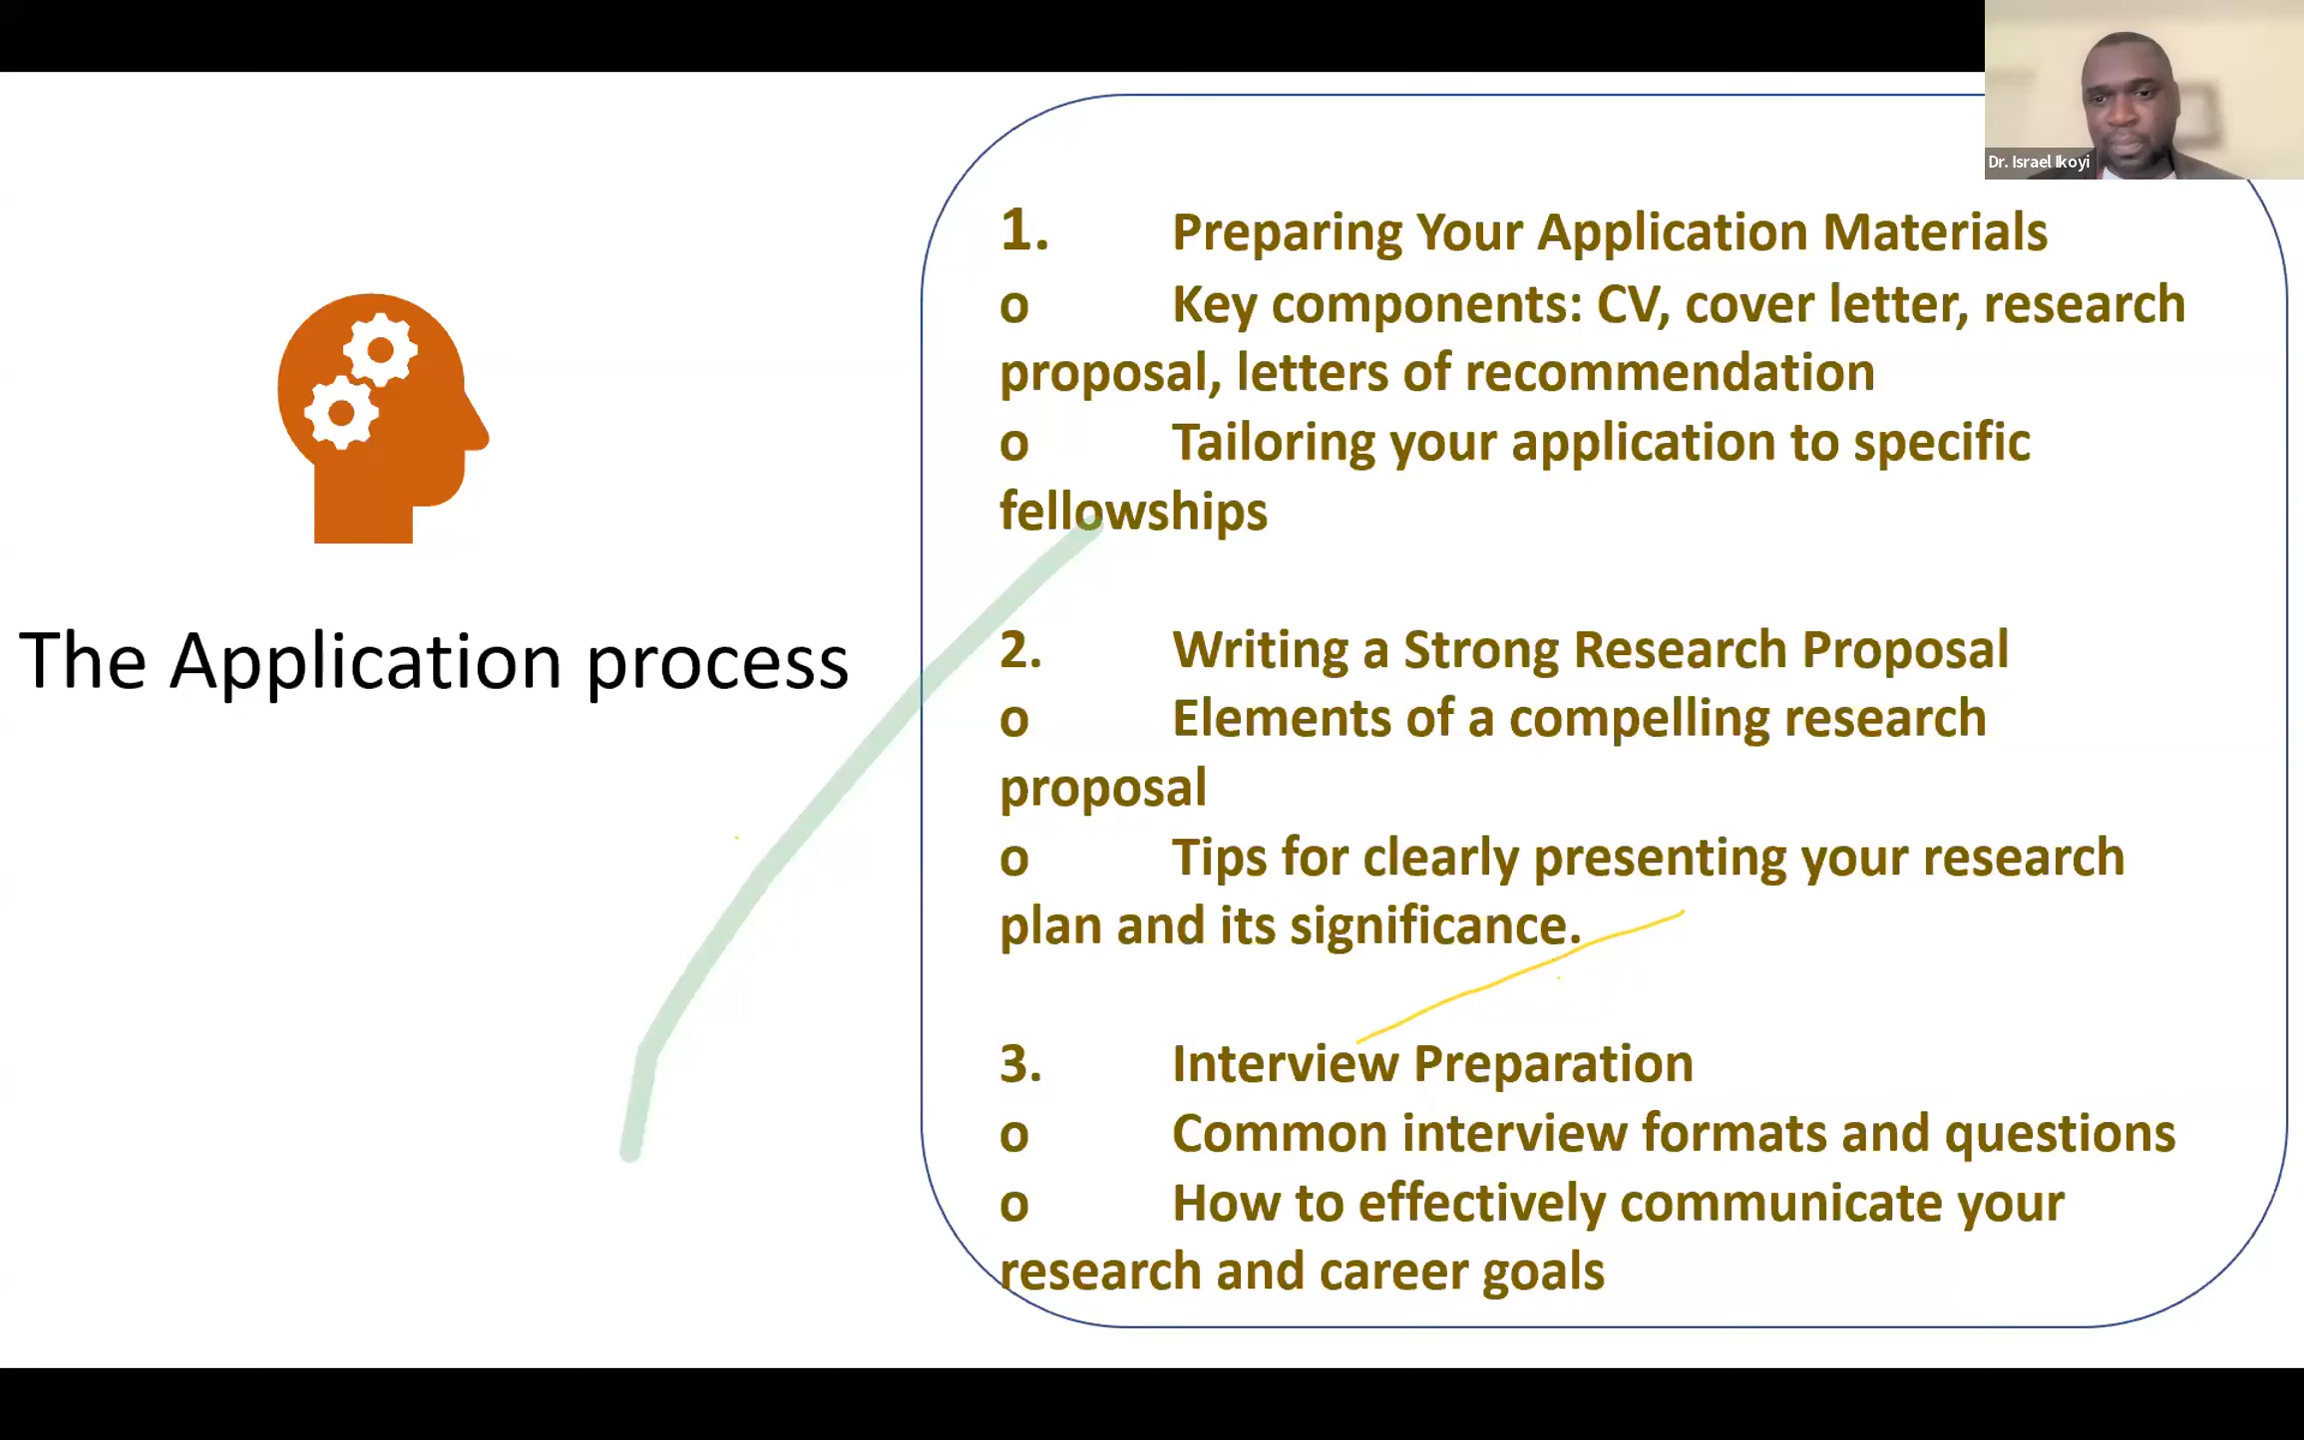 Dr. Israel Ikoyi
The Application process
1. Preparing Your Application Materials
o Key components: CV, cover letter, research
proposal, letters of recommendation
o Tailoring your application to specific
fellowships
2. Writing a Strong Research Proposal
o Elements of a compelling research
proposal
o Tips for clearly presenting your research
plan and its significance.
3. Interview Preparation
o Common interview formats and questions
o How to effectively communicate your
research and career goals